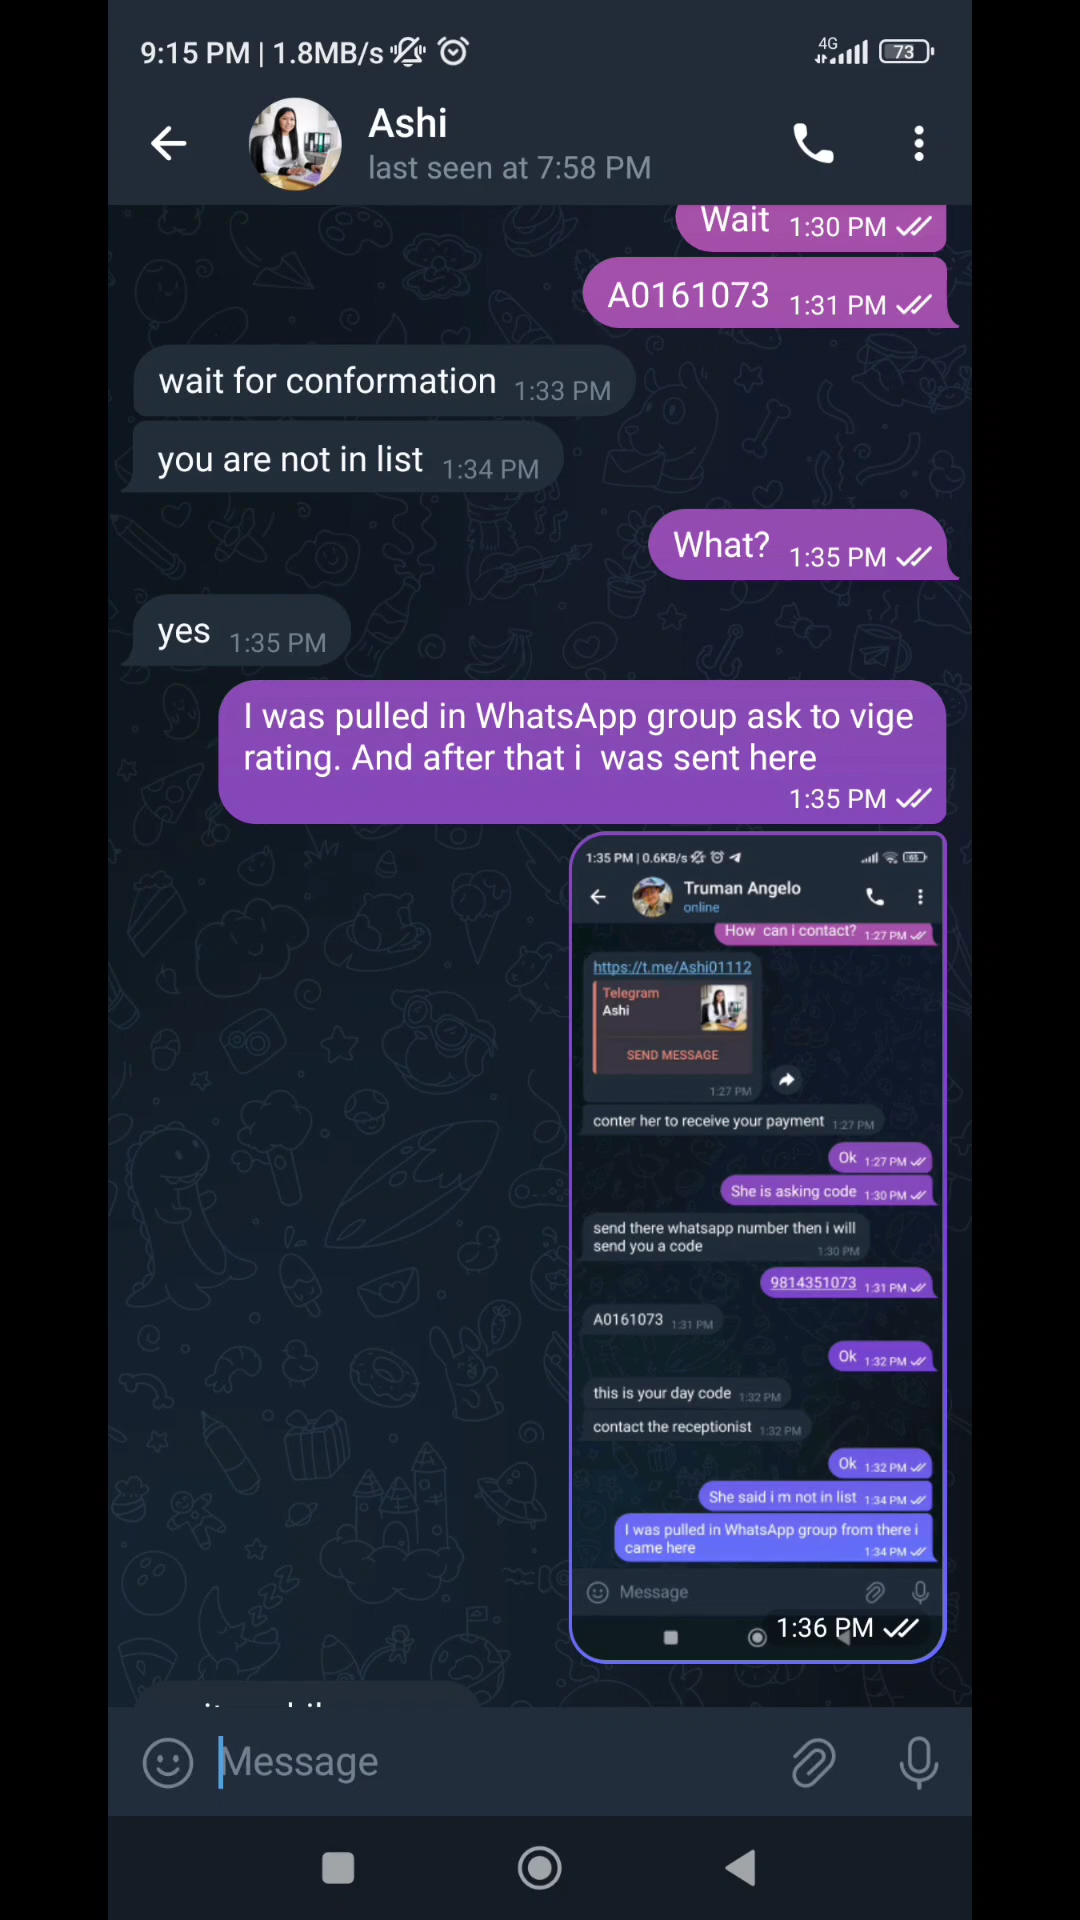 9:15 PM | 1.8MB/s
4G
73
Ashi
last seen at 7:58 PM
Wait 1:30 PM
A0161073 1:31 PM
wait for conformation 1:33 PM
you are not in list 1:34 PM
What? 1:35 PM
yes 1:35 PM
I was pulled in WhatsApp group ask to vige
rating. And after that i was sent here
1:35 PM
1:35 PM | 0.6KB/s
Truman Angelo
online
How can i contact? 1:27 PM
https://t.me/Ashi01112
Telegram
Ashi
SEND MESSAGE
1:27 PM
conter her to receive your payment 1:27 PM
Ok 1:27 PM
She is asking code 1:30 PM
send there whatsapp number then i will
send you a code 1:30 PM
9814351073 1:31 PM
A0161073 1:31 PM
Ok 1:32 PM
this is your day code 1:32 PM
contact the receptionist 1:32 PM
Ok 1:32 PM
She said i m not in list 1:34 PM
I was pulled in WhatsApp group from there i
came here 1:34 PM
Message
1:36 PM
Message